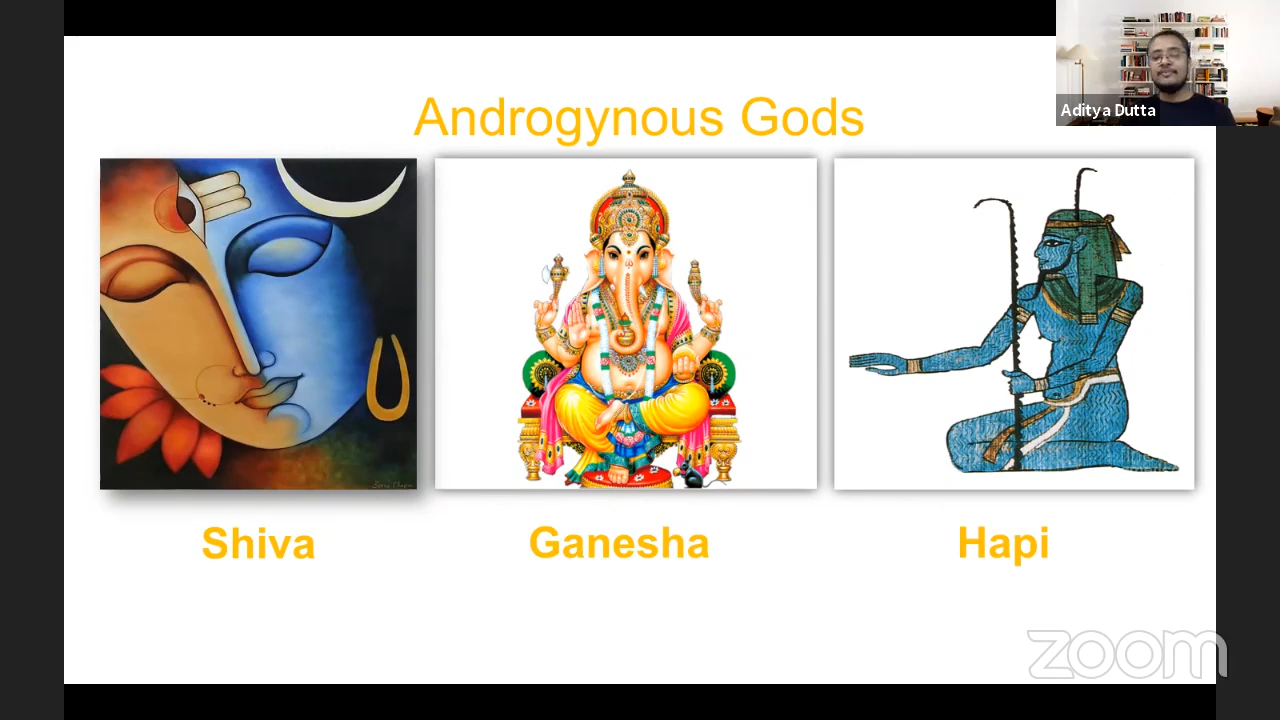 Androgynous Gods
Aditya Dutta
Shiva
Ganesha
Hapi
zoom